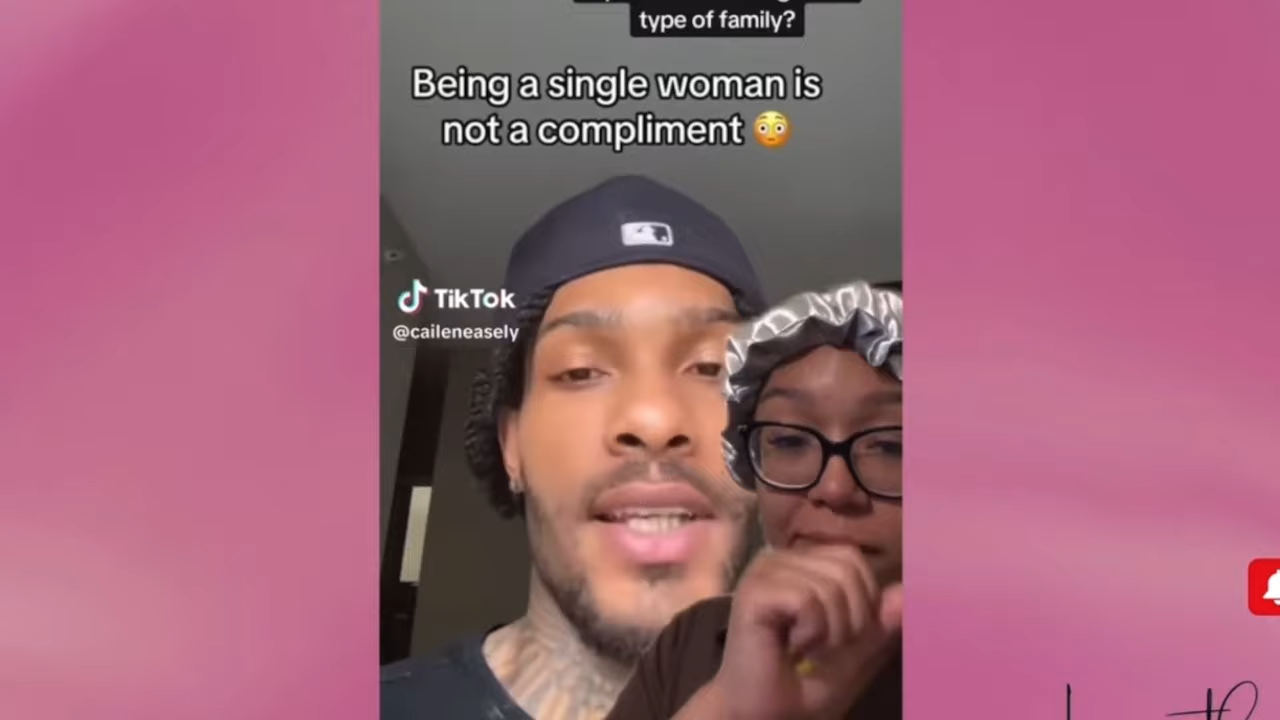 type of family?
Being a single woman is
not a compliment 😳
TikTok
@caileneasely